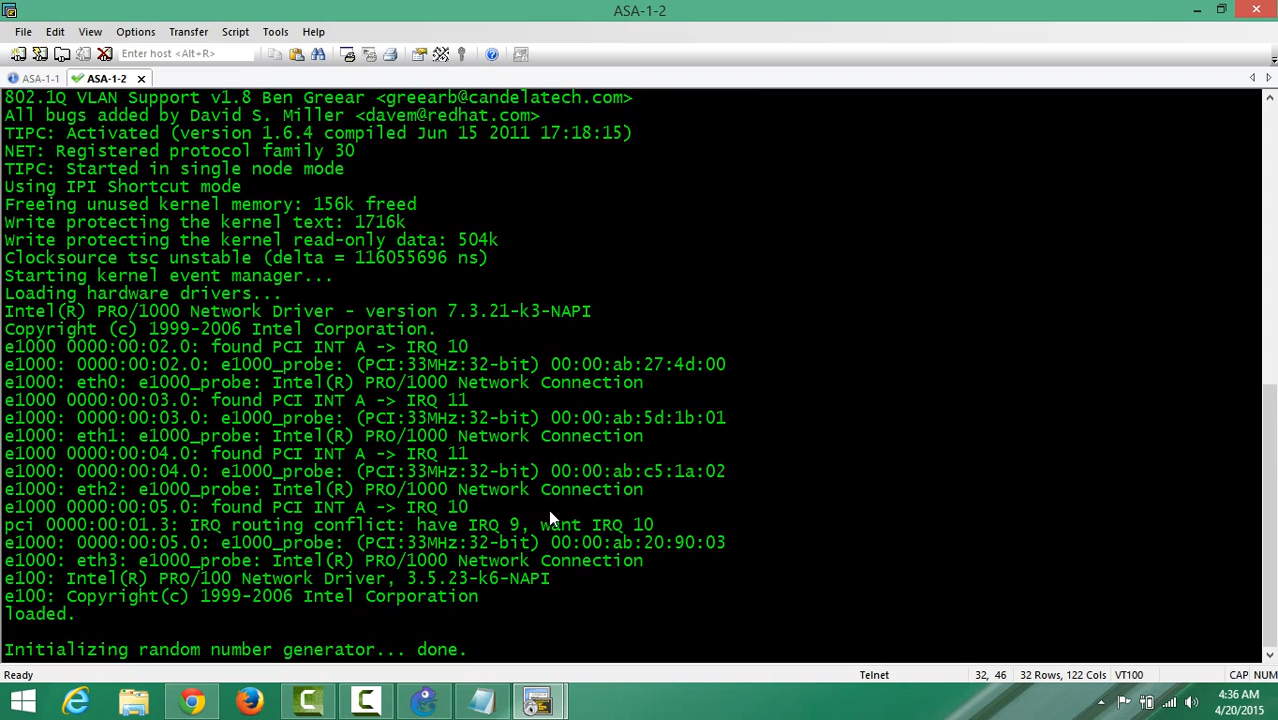 ASA-1-2
File Edit View Options Transfer Script Tools Help
Enter host <Alt+R>
ASA-1-1 ASA-1-2
802.1Q VLAN Support v1.8 Ben Greear <greearb@candelatech.com>
All bugs added by David S. Miller <davem@redhat.com>
TIPC: Activated (version 1.6.4 compiled Jun 15 2011 17:18:15)
NET: Registered protocol family 30
TIPC: Started in single node mode
Using IPI Shortcut mode
Freeing unused kernel memory: 156k freed
Write protecting the kernel text: 1716k
Write protecting the kernel read-only data: 504k
Clocksource tsc unstable (delta = 116055696 ns)
Starting kernel event manager...
Loading hardware drivers...
Intel(R) PRO/1000 Network Driver - version 7.3.21-k3-NAPI
Copyright (c) 1999-2006 Intel Corporation.
e1000 0000:00:02.0: found PCI INT A -> IRQ 10
e1000: 0000:00:02.0: e1000_probe: (PCI:33MHz:32-bit) 00:00:ab:27:4d:00
e1000: eth0: e1000_probe: Intel(R) PRO/1000 Network Connection
e1000 0000:00:03.0: found PCI INT A -> IRQ 11
e1000: 0000:00:03.0: e1000_probe: (PCI:33MHz:32-bit) 00:00:ab:5d:1b:01
e1000: eth1: e1000_probe: Intel(R) PRO/1000 Network Connection
e1000 0000:00:04.0: found PCI INT A -> IRQ 11
e1000: 0000:00:04.0: e1000_probe: (PCI:33MHz:32-bit) 00:00:ab:c5:1a:02
e1000: eth2: e1000_probe: Intel(R) PRO/1000 Network Connection
e1000 0000:00:05.0: found PCI INT A -> IRQ 10
pci 0000:00:01.3: IRQ routing conflict: have IRQ 9, want IRQ 10
e1000: 0000:00:05.0: e1000_probe: (PCI:33MHz:32-bit) 00:00:ab:20:90:03
e1000: eth3: e1000_probe: Intel(R) PRO/1000 Network Connection
e100: Intel(R) PRO/100 Network Driver, 3.5.23-k6-NAPI
e100: Copyright(c) 1999-2006 Intel Corporation
loaded.
Initializing random number generator... done.
Ready Telnet 32, 46 32 Rows, 122 Cols VT100 CAP NUM
4:36 AM
4/20/2015